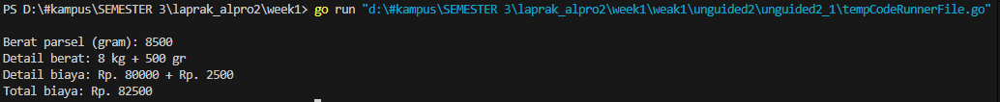 PS D:\#kampus\SEMESTER 3\laprak_alpro2\week1> go run "d:\#kampus\SEMESTER 3\laprak_alpro2\week1\weak1\unguided2\unguided2_1\tempCodeRunnerFile.go"
Berat parsel (gram): 8500
Detail berat: 8 kg + 500 gr
Detail biaya: Rp. 80000 + Rp. 2500
Total biaya: Rp. 82500